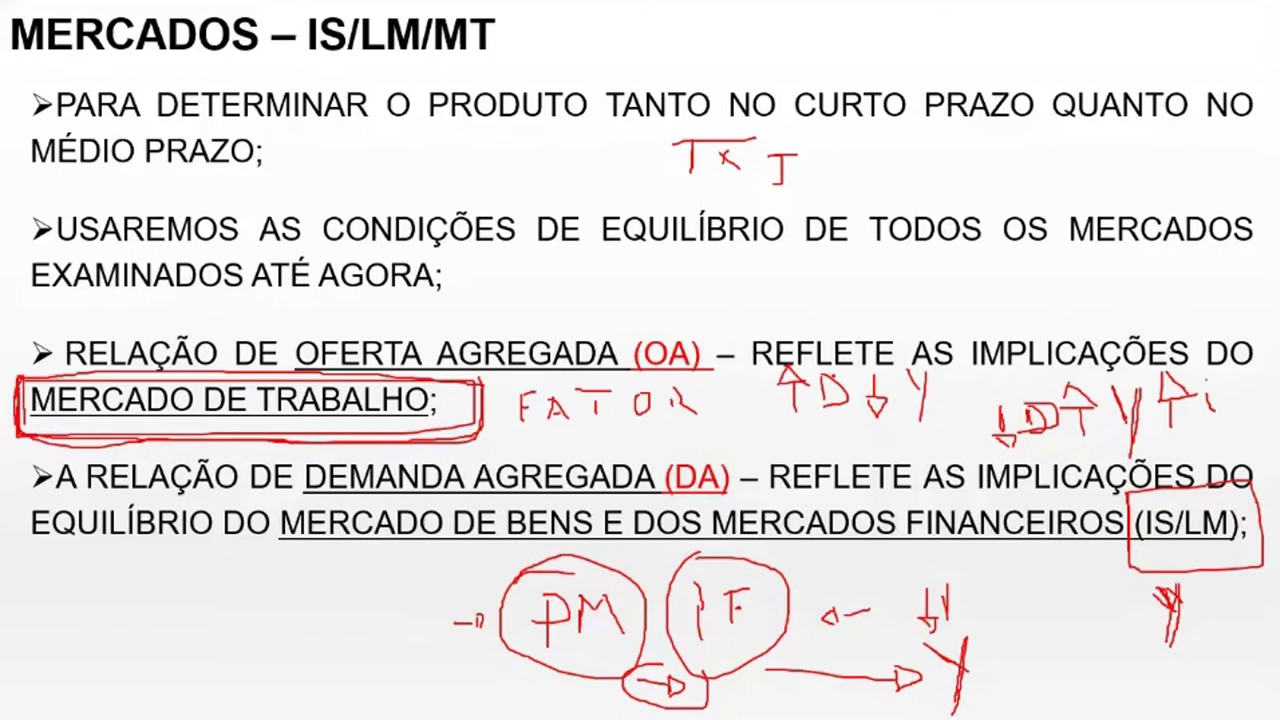 MERCADOS – IS/LM/MT
➢PARA DETERMINAR O PRODUTO TANTO NO CURTO PRAZO QUANTO NO
MÉDIO PRAZO;
TX J
➢USAREMOS AS CONDIÇÕES DE EQUILÍBRIO DE TODOS OS MERCADOS
EXAMINADOS ATÉ AGORA;
➢ RELAÇÃO DE OFERTA AGREGADA (OA) – REFLETE AS IMPLICAÇÕES DO
MERCADO DE TRABALHO;
FATOR ↑D↓Y ↓D↑Y↑i
➢A RELAÇÃO DE DEMANDA AGREGADA (DA) – REFLETE AS IMPLICAÇÕES DO
EQUILÍBRIO DO MERCADO DE BENS E DOS MERCADOS FINANCEIROS (IS/LM);
PM PF ↓Y Y
Y